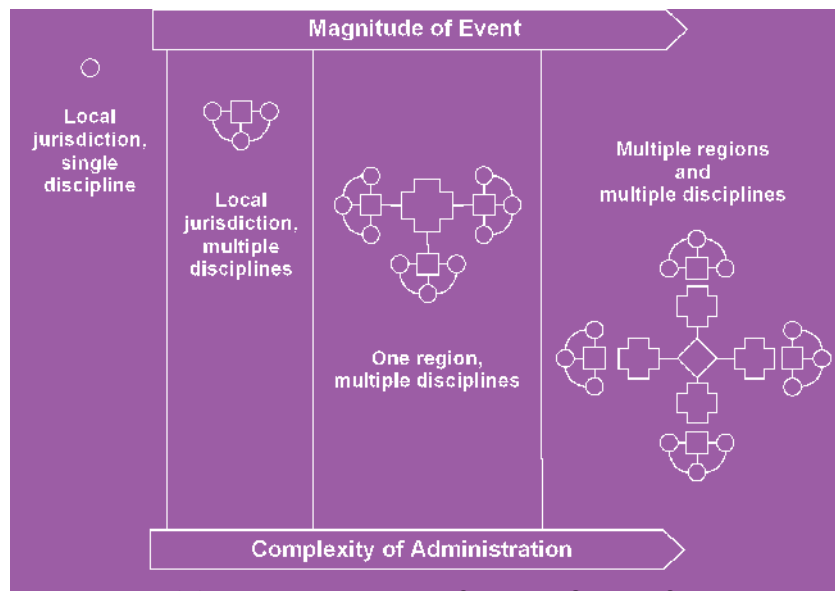 Magnitude of Event
Local
jurisdiction,
single
discipline
Local
jurisdiction,
multiple
disciplines
One region,
multiple disciplines
Multiple regions
and
multiple disciplines
Complexity of Administration